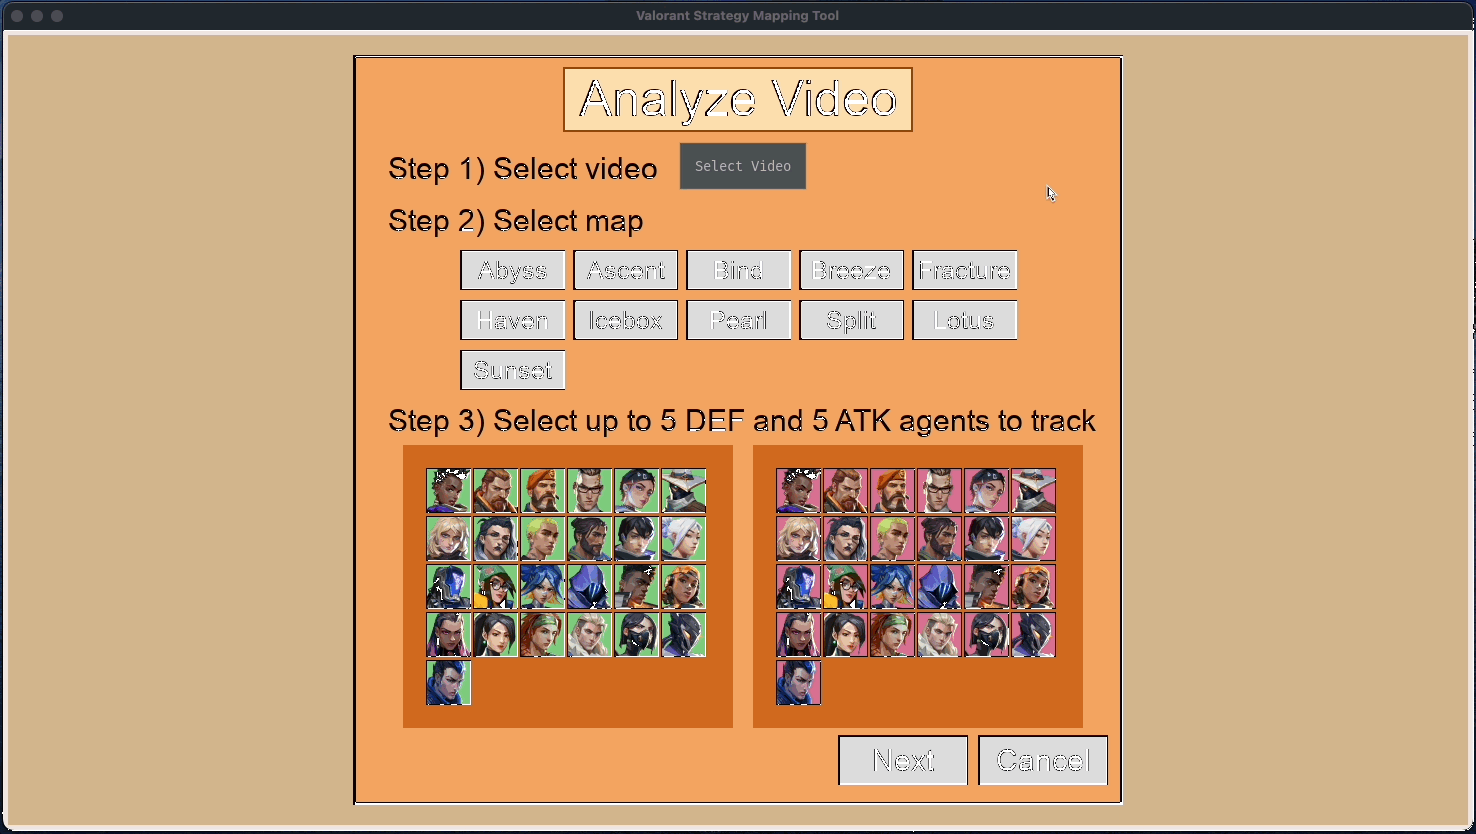 Valorant Strategy Mapping Tool
Analyze Video
Step 1) Select video Select Video
Step 2) Select map
Abyss Ascent Bind Breeze Fracture
Haven Icebox Pearl Split Lotus
Sunset
Step 3) Select up to 5 DEF and 5 ATK agents to track
Next Cancel